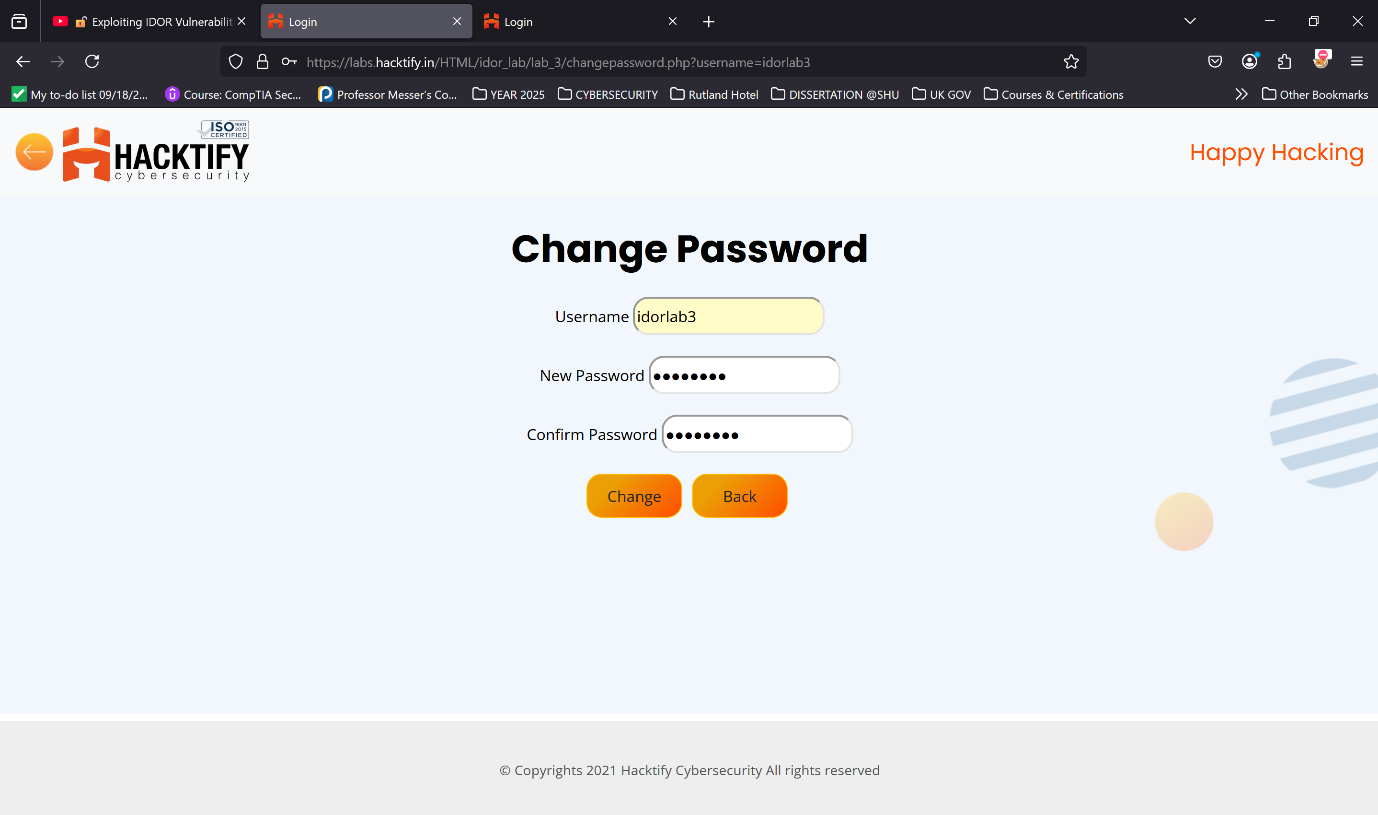 Exploiting IDOR Vulnerabilit
Login
Login
https://labs.hacktify.in/HTML/idor_lab/lab_3/changepassword.php?username=idorlab3
My to-do list 09/18/2...
Course: CompTIA Sec...
Professor Messer's Co...
YEAR 2025
CYBERSECURITY
Rutland Hotel
DISSERTATION @SHU
UK GOV
Courses & Certifications
Other Bookmarks
ISO 9001 2015
CERTIFIED
HACKTIFY
cybersecurity
Happy Hacking
Change Password
Username idorlab3
New Password ••••••••
Confirm Password ••••••••
Change Back
© Copyrights 2021 Hacktify Cybersecurity All rights reserved